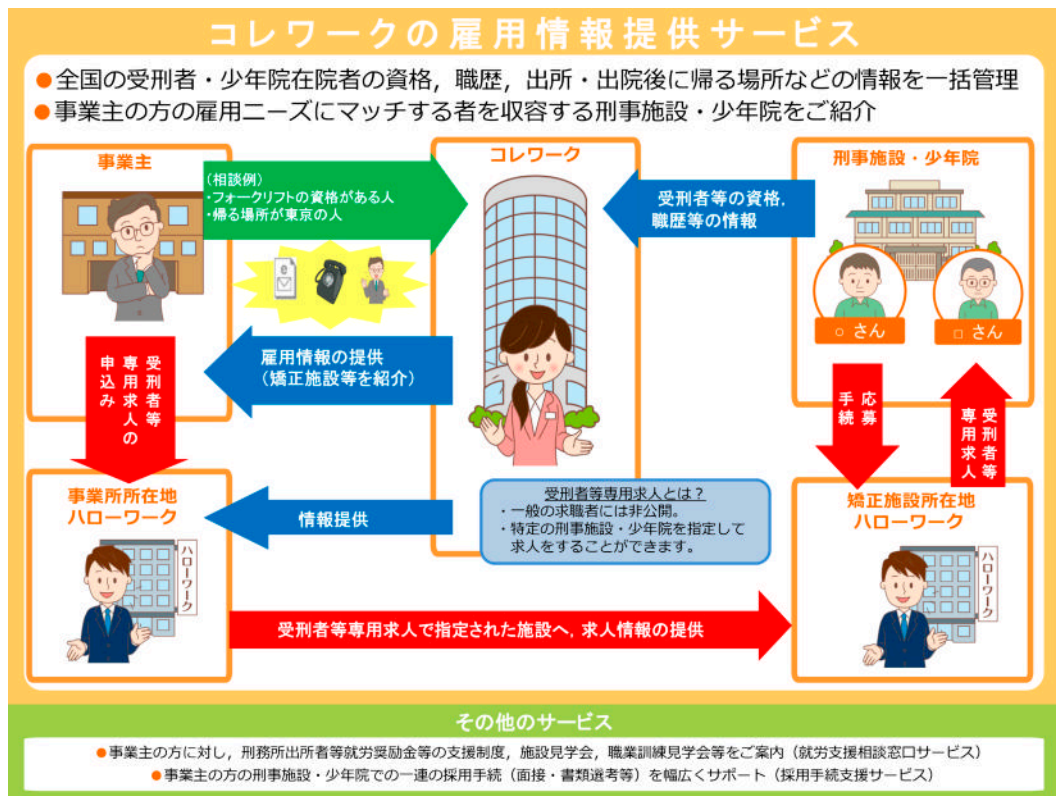 コレワークの雇用情報提供サービス
●全国の受刑者・少年院在院者の資格，職歴，出所・出院後に帰る場所などの情報を一括管理
●事業主の方の雇用ニーズにマッチする者を収容する刑事施設・少年院をご紹介
事業主
(相談例)
・フォークリフトの資格がある人
・帰る場所が東京の人
e
コレワーク
刑事施設・少年院
受刑者等の資格，
職歴等の情報
○ さん
□ さん
雇用情報の提供
（矯正施設等を紹介）
受刑者等
専用求人の
申込み
応募
手続
受刑者等
専用求人
事業所所在地
ハローワーク
ハローワーク
情報提供
受刑者等専用求人とは？
・一般の求職者には非公開。
・特定の刑事施設・少年院を指定して
求人をすることができます。
矯正施設所在地
ハローワーク
ハローワーク
受刑者等専用求人で指定された施設へ，求人情報の提供
その他のサービス
●事業主の方に対し，刑務所出所者等就労奨励金等の支援制度，施設見学会，職業訓練見学会等をご案内（就労支援相談窓口サービス）
●事業主の方の刑事施設・少年院での一連の採用手続（面接・書類選考等）を幅広くサポート（採用手続支援サービス）